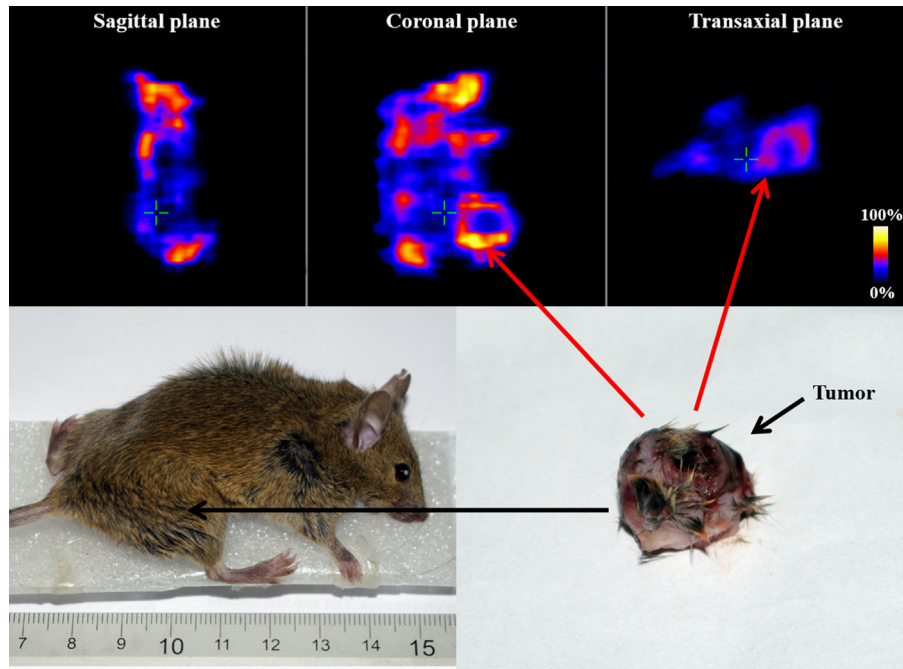 Sagittal plane
Coronal plane
Transaxial plane
100%
0%
Tumor
7 8 9 10 11 12 13 14 15